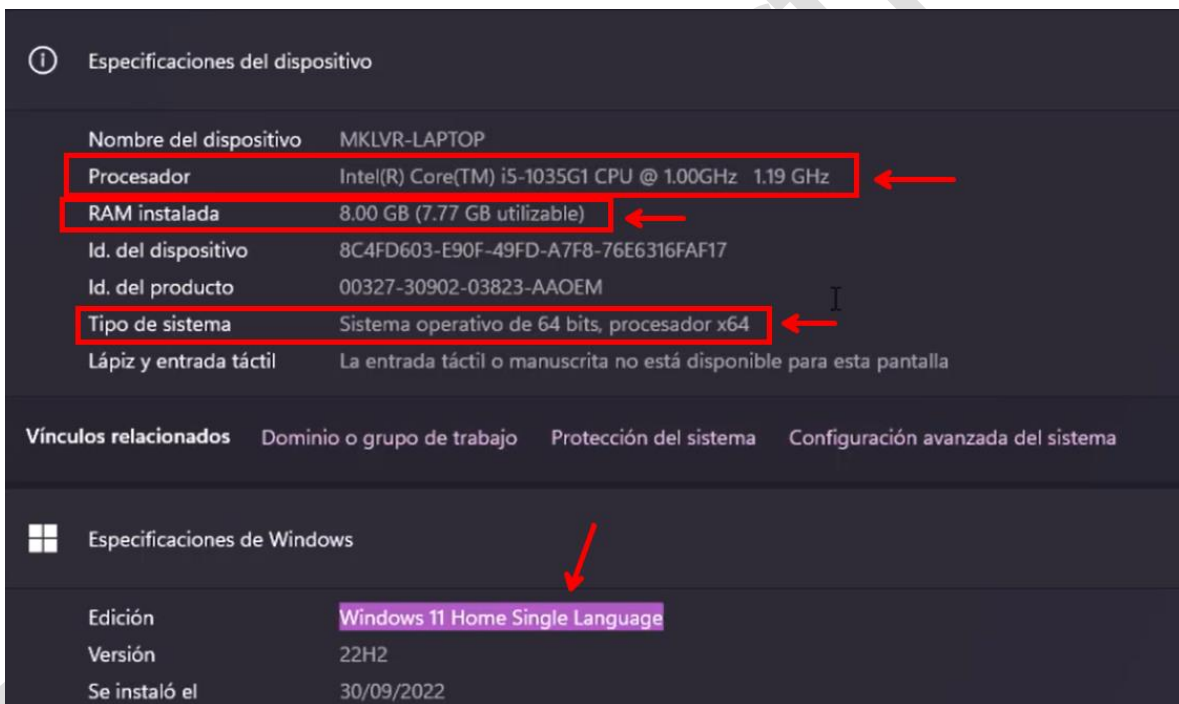 Especificaciones del dispositivo
Nombre del dispositivo MKLVR-LAPTOP
Procesador Intel(R) Core(TM) i5-1035G1 CPU @ 1.00GHz 1.19 GHz
RAM instalada 8.00 GB (7.77 GB utilizable)
Id. del dispositivo 8C4FD603-E90F-49FD-A7F8-76E6316FAF17
Id. del producto 00327-30902-03823-AAOEM
Tipo de sistema Sistema operativo de 64 bits, procesador x64
Lápiz y entrada táctil La entrada táctil o manuscrita no está disponible para esta pantalla
Vínculos relacionados Dominio o grupo de trabajo Protección del sistema Configuración avanzada del sistema
Especificaciones de Windows
Edición Windows 11 Home Single Language
Versión 22H2
Se instaló el 30/09/2022